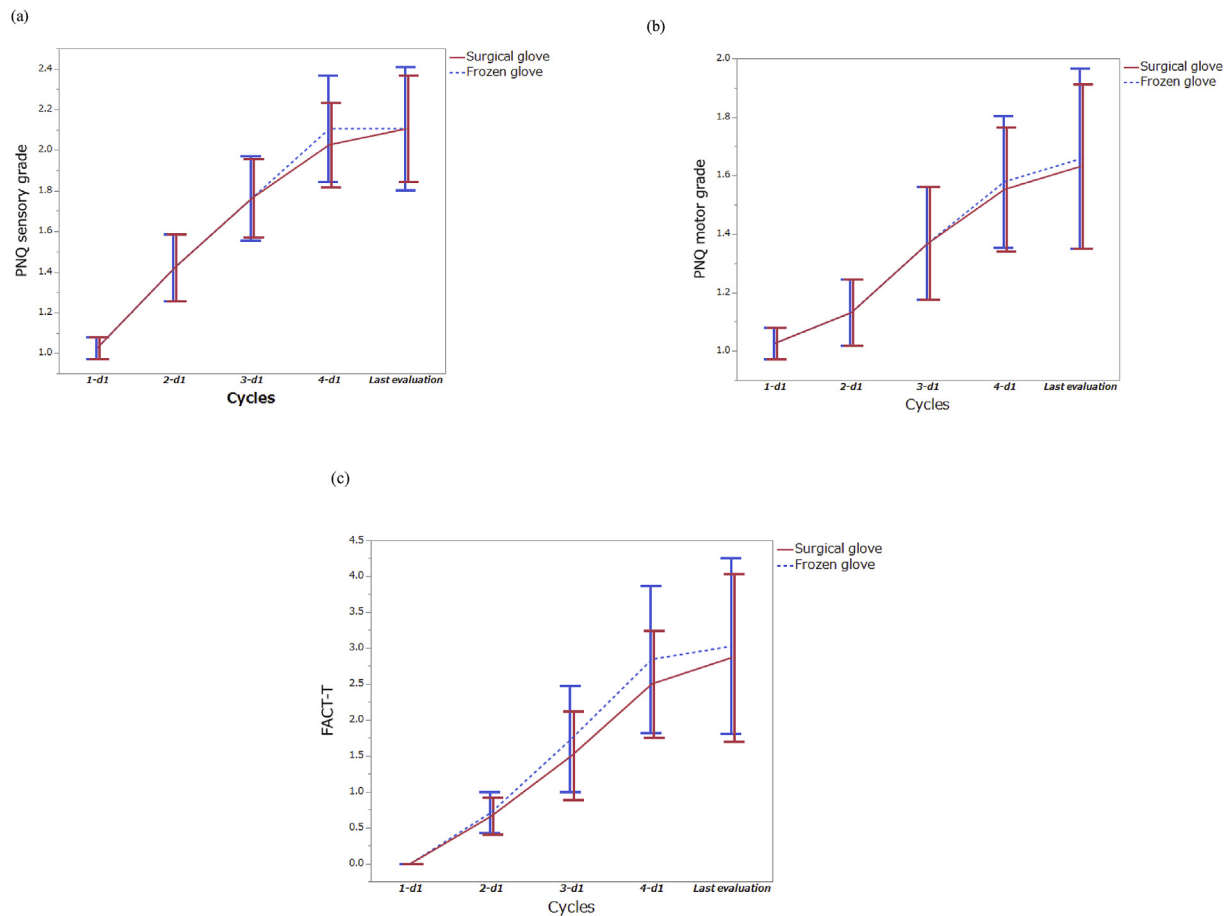 (a)
Surgical glove
Frozen glove
2.4
2.2
2.0
1.8
1.6
1.4
1.2
1.0
PNQ sensory grade
1-d1 2-d1 3-d1 4-d1 Last evaluation
Cycles
(b)
Surgical glove
Frozen glove
2.0
1.8
1.6
1.4
1.2
1.0
PNQ motor grade
1-d1 2-d1 3-d1 4-d1 Last evaluation
Cycles
(c)
Surgical glove
Frozen glove
4.5
4.0
3.5
3.0
2.5
2.0
1.5
1.0
0.5
0.0
FACT-T
1-d1 2-d1 3-d1 4-d1 Last evaluation
Cycles